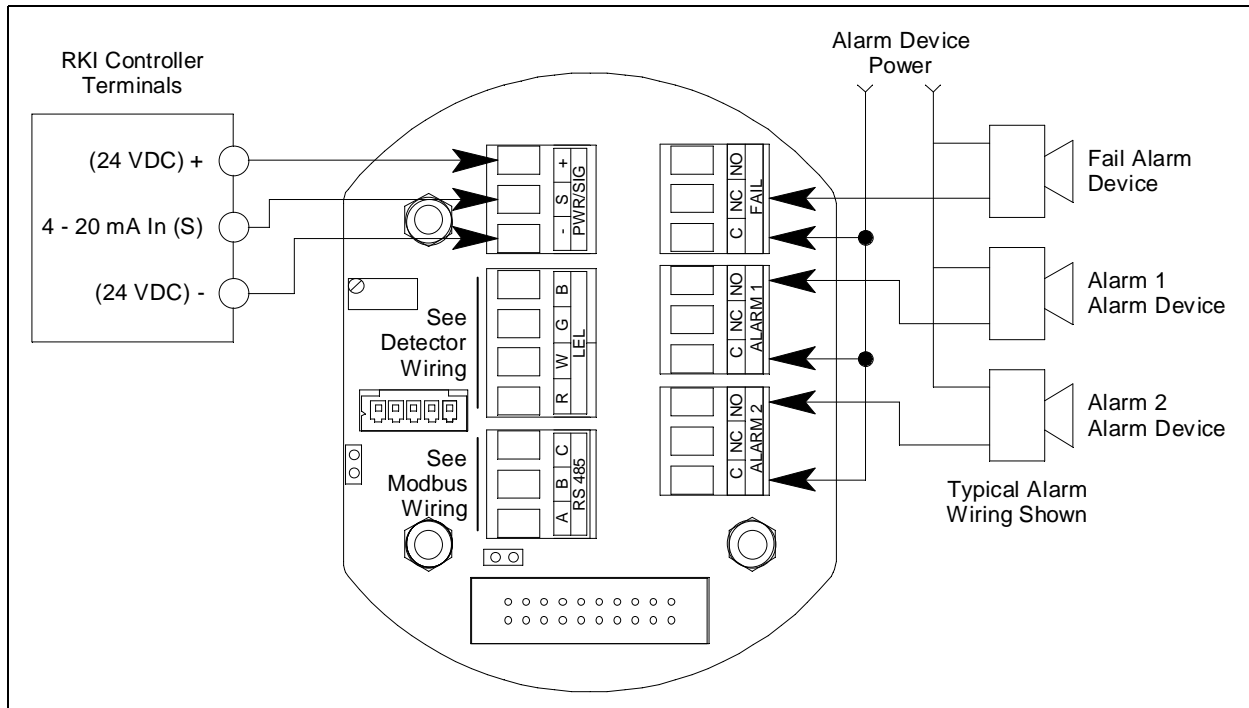 RKI Controller
Terminals
(24 VDC) +
4 - 20 mA In (S)
(24 VDC) -
+
S
-
PWR/SIG
See
Detector
Wiring
B
G
W
R
LEL
See
Modbus
Wiring
C
B
A
RS 485
NO
NC
C
FAIL
NO
NC
C
ALARM 1
NO
NC
C
ALARM 2
Alarm Device
Power
Fail Alarm
Device
Alarm 1
Alarm Device
Alarm 2
Alarm Device
Typical Alarm
Wiring Shown